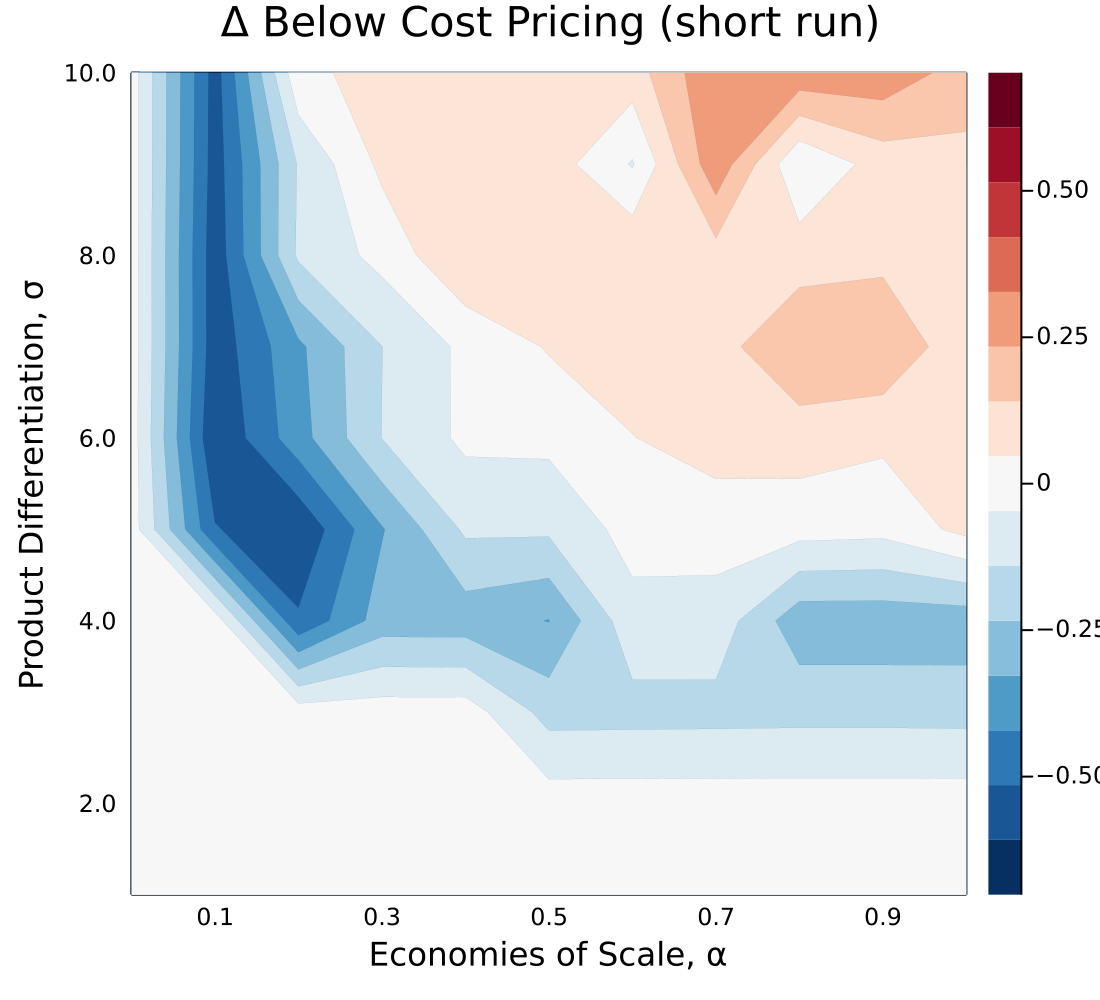 Δ Below Cost Pricing (short run)
10.0
8.0
6.0
4.0
2.0
Product Differentiation, σ
0.1 0.3 0.5 0.7 0.9
Economies of Scale, α
0.50
0.25
0
−0.25
−0.50